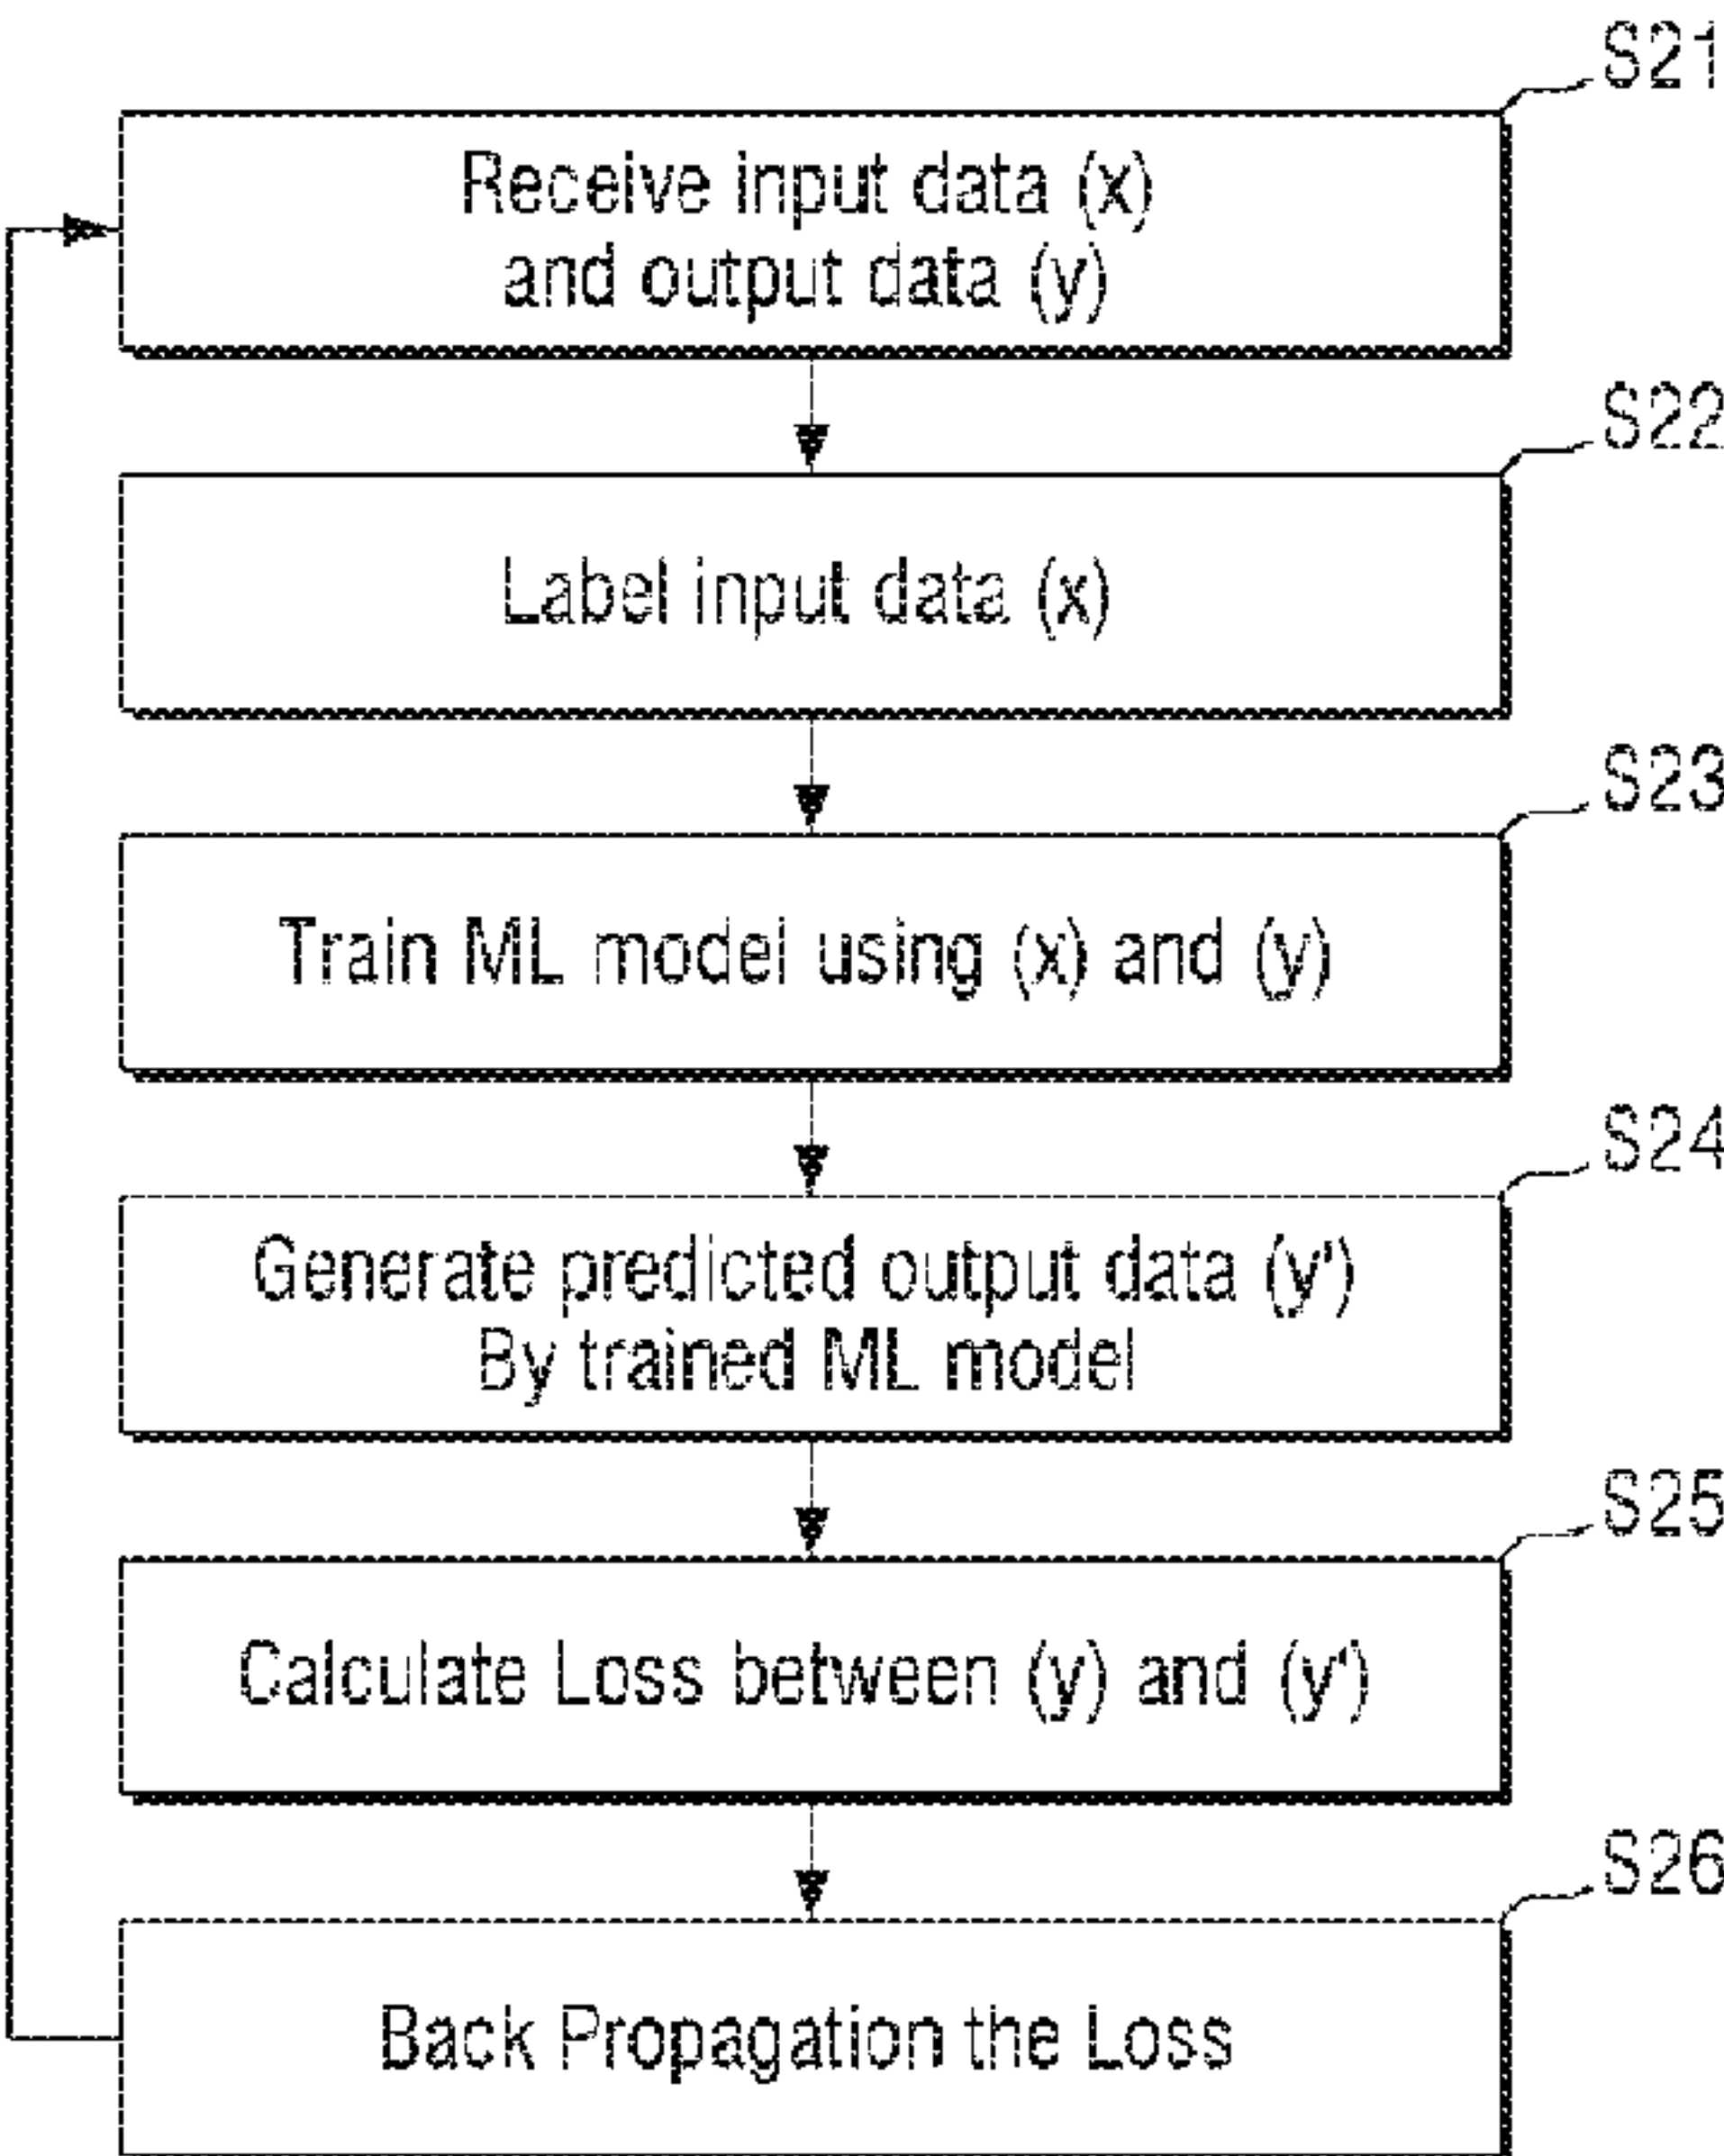 S21
Receive input data (x)
and output data (y)
S22
Label input data (x)
S23
Train ML model using (x) and (y)
S24
Generate predicted output data (y')
By trained ML model
S25
Calculate Loss between (y) and (y')
S26
Back Propagation the Loss